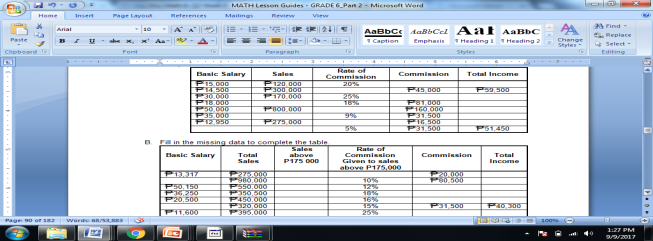 MATH Lesson Guides - GRADE 6_Part 2 - Microsoft Word
Home Insert Page Layout References Mailings Review View
Paste
Arial 10
AaBbCc AaBbCcI AaI AaBbC
¶ Caption Emphasis ¶ Heading 1 ¶ Heading 2
Change Styles
Find
Replace
Select
Clipboard Font Paragraph Styles Editing
Basic Salary Sales Rate of Commission Commission Total Income
₱15,000 ₱120,000 20%
₱14,500 ₱300,000 ₱45,000 ₱59,500
₱30,000 ₱170,000 25%
₱18,000 18% ₱81,000
₱50,000 ₱800,000 ₱160,000
₱35,000 9% ₱31,500
₱12,950 ₱275,000 ₱16,500
5% ₱31,500 ₱51,450
B. Fill in the missing data to complete the table.
Basic Salary Total Sales Sales above P175 000 Rate of Commission Given to sales above P175,000 Commission Total Income
₱13,317 ₱275,000 ₱20,000
₱980,000 10% ₱80,500
₱50,150 ₱550,000 12%
₱36,250 ₱350,500 18%
₱20,500 ₱450,000 16%
₱320,000 15% ₱31,500 ₱40,300
₱11,600 ₱395,000 25%
Page: 90 of 182 Words: 68/53,883 100%
1:27 PM
9/9/2017